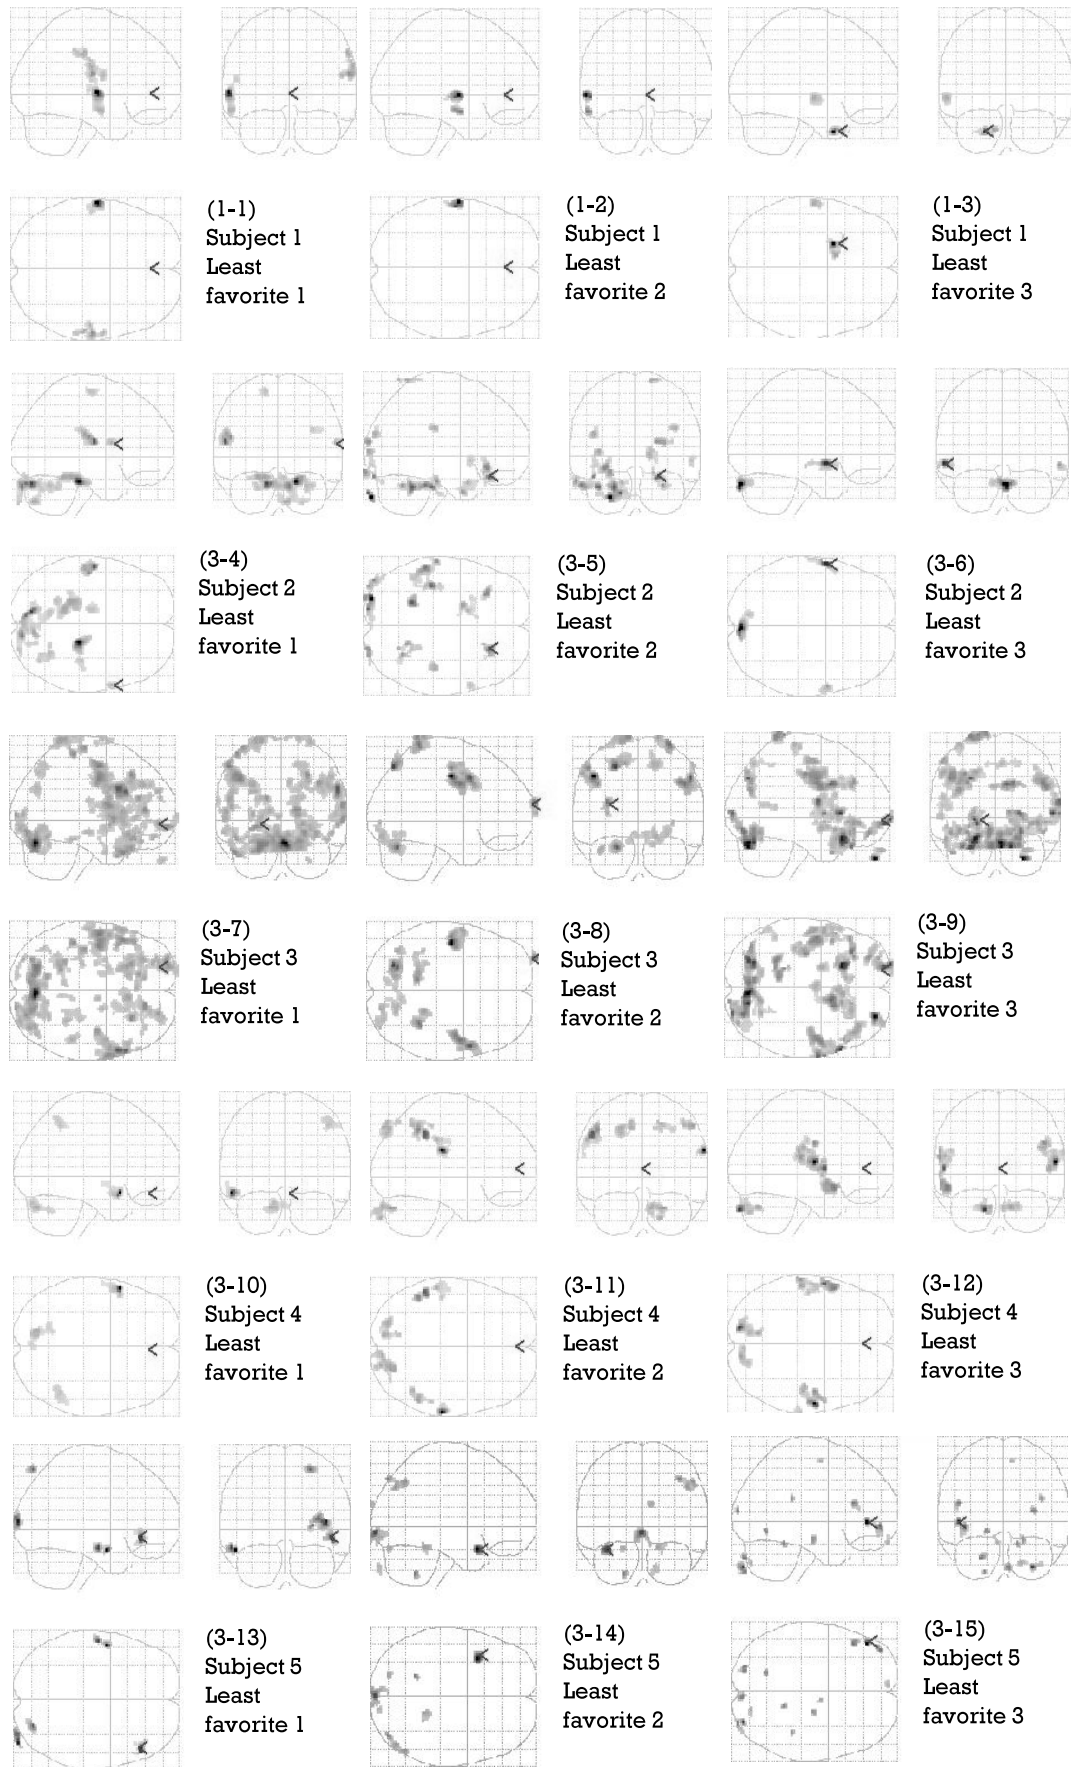 (1-1)
Subject 1
Least
favorite 1
(1-2)
Subject 1
Least
favorite 2
(1-3)
Subject 1
Least
favorite 3
(3-4)
Subject 2
Least
favorite 1
(3-5)
Subject 2
Least
favorite 2
(3-6)
Subject 2
Least
favorite 3
(3-7)
Subject 3
Least
favorite 1
(3-8)
Subject 3
Least
favorite 2
(3-9)
Subject 3
Least
favorite 3
(3-10)
Subject 4
Least
favorite 1
(3-11)
Subject 4
Least
favorite 2
(3-12)
Subject 4
Least
favorite 3
(3-13)
Subject 5
Least
favorite 1
(3-14)
Subject 5
Least
favorite 2
(3-15)
Subject 5
Least
favorite 3